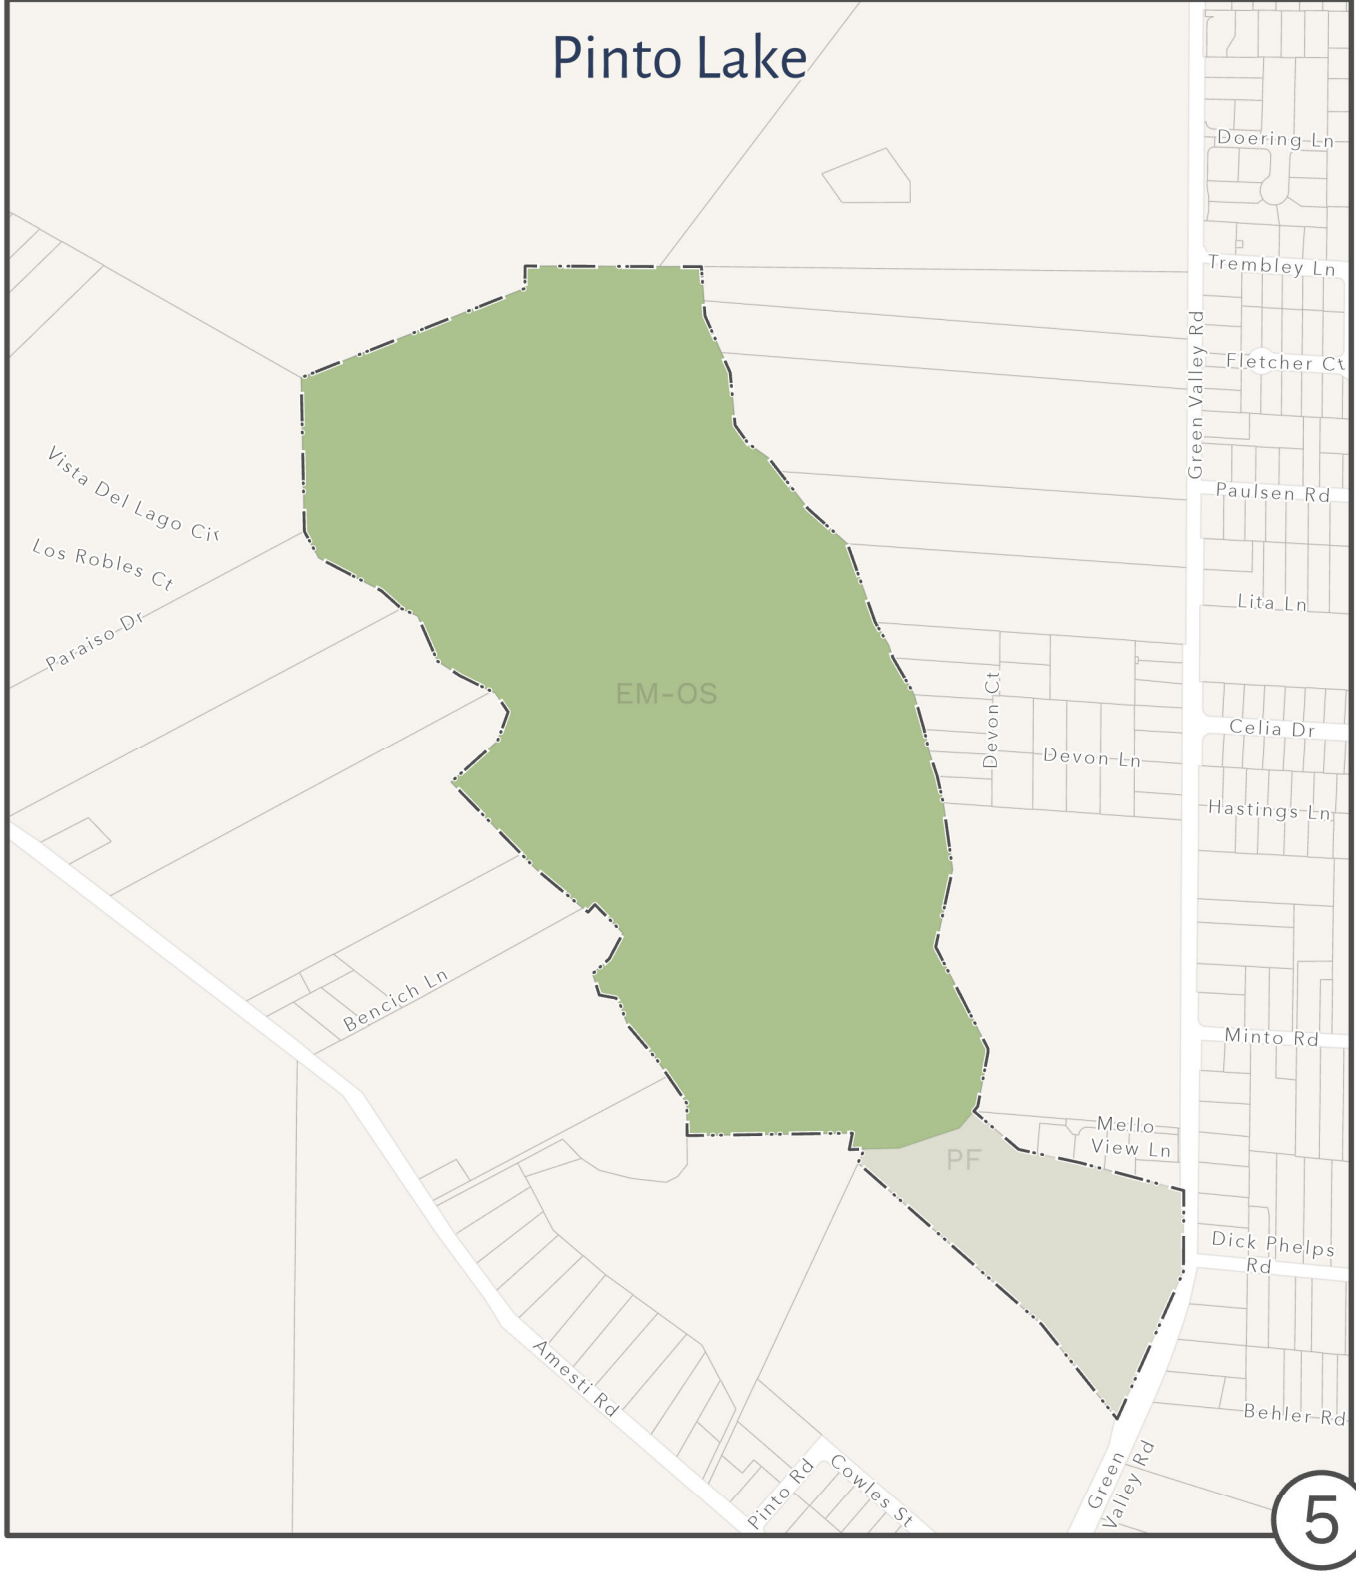 Pinto Lake
Doering Ln
Trembley Ln
Green Valley Rd
Fletcher Ct
Vista Del Lago Cir
Paulsen Rd
Los Robles Ct
Lita Ln
Paraiso Dr
EM-OS
Devon Ct
Celia Dr
Devon Ln
Hastings Ln
Bencich Ln
Minto Rd
Mello
View Ln
PF
Dick Phelps
Rd
Amesti Rd
Behler Rd
Pinto Rd
Cowles St
Green
Valley Rd
5